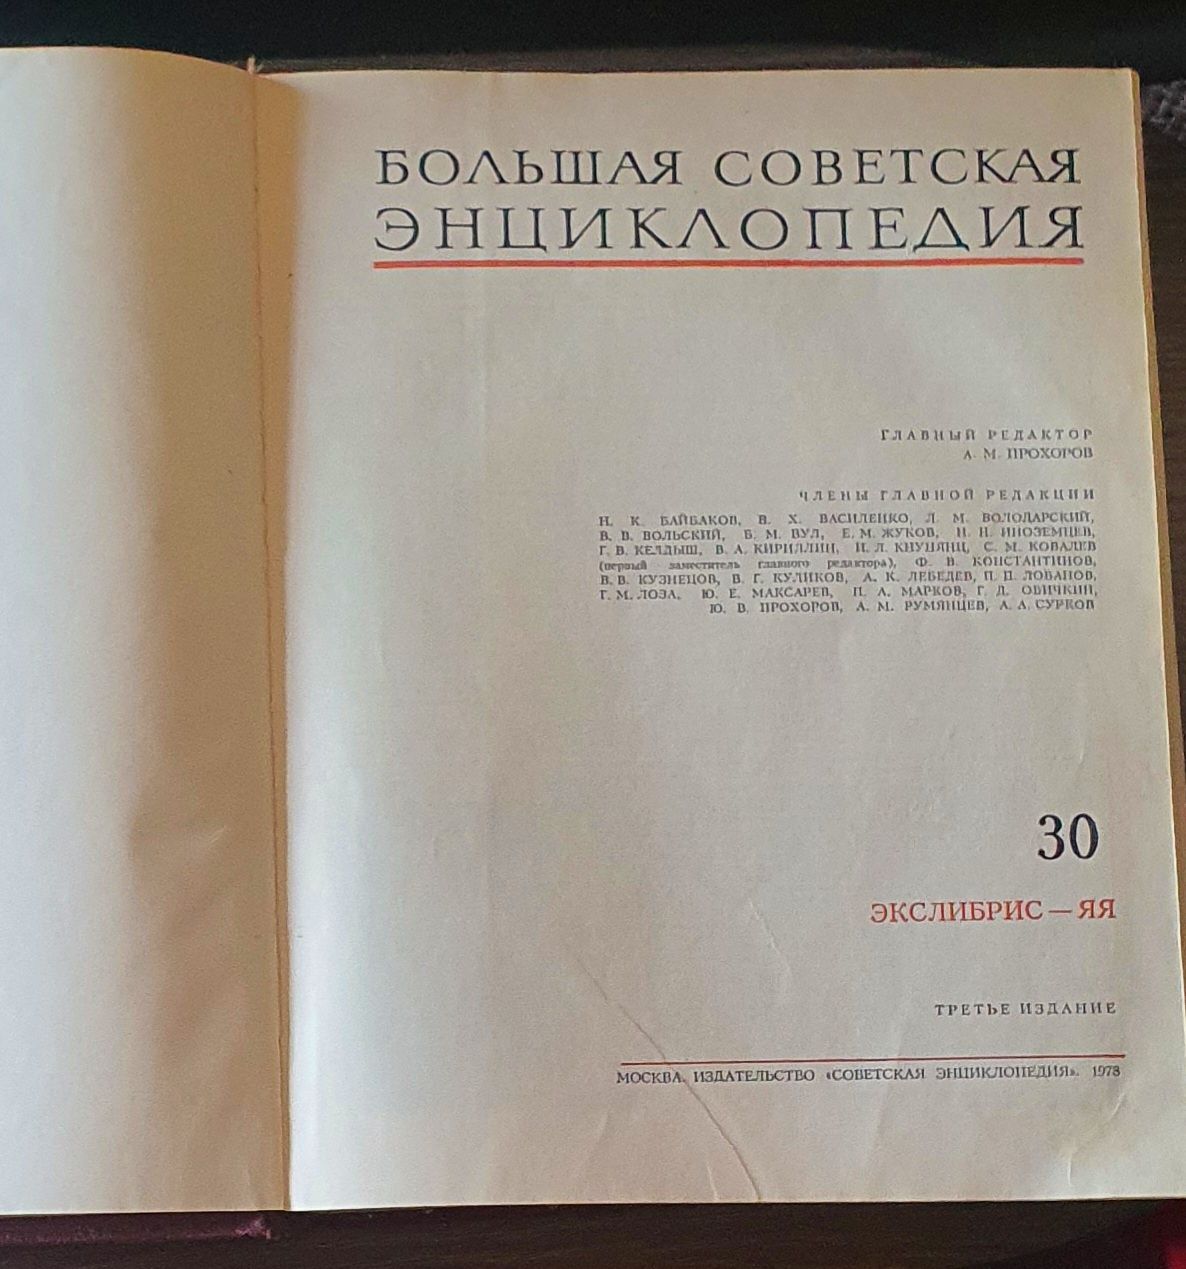 БОЛЬШАЯ СОВЕТСКАЯ
ЭНЦИКЛОПЕДИЯ
ГЛАВНЫЙ РЕДАКТОР
А. М. ПРОХОРОВ
ЧЛЕНЫ ГЛАВНОЙ РЕДАКЦИИ
Н. К. БАЙБАКОВ, В. Х. ВАСИЛЕНКО, Л. М. ВОЛОДАРСКИЙ,
В. В. ВОЛЬСКИЙ, Б. М. ВУЛ, Е. М. ЖУКОВ, Н. Н. ИНОЗЕМЦЕВ,
Г. В. КЕЛДЫШ, В. А. КИРИЛЛИН, И. Л. КНУНЯНЦ, С. М. КОВАЛЕВ
(первый заместитель главного редактора), Ф. В. КОНСТАНТИНОВ,
В. В. КУЗНЕЦОВ, В. Г. КУЛИКОВ, А. К. ЛЕБЕДЕВ, П. П. ЛОБАНОВ,
Г. М. ЛОЗА, Ю. Е. МАКСАРЕВ, П. А. МАРКОВ, Г. Д. ОБИЧКИН,
Ю. В. ПРОХОРОВ, А. М. РУМЯНЦЕВ, А. А. СУРКОВ
30
ЭКСЛИБРИС — ЯЯ
ТРЕТЬЕ ИЗДАНИЕ
МОСКВА. ИЗДАТЕЛЬСТВО «СОВЕТСКАЯ ЭНЦИКЛОПЕДИЯ». 1978